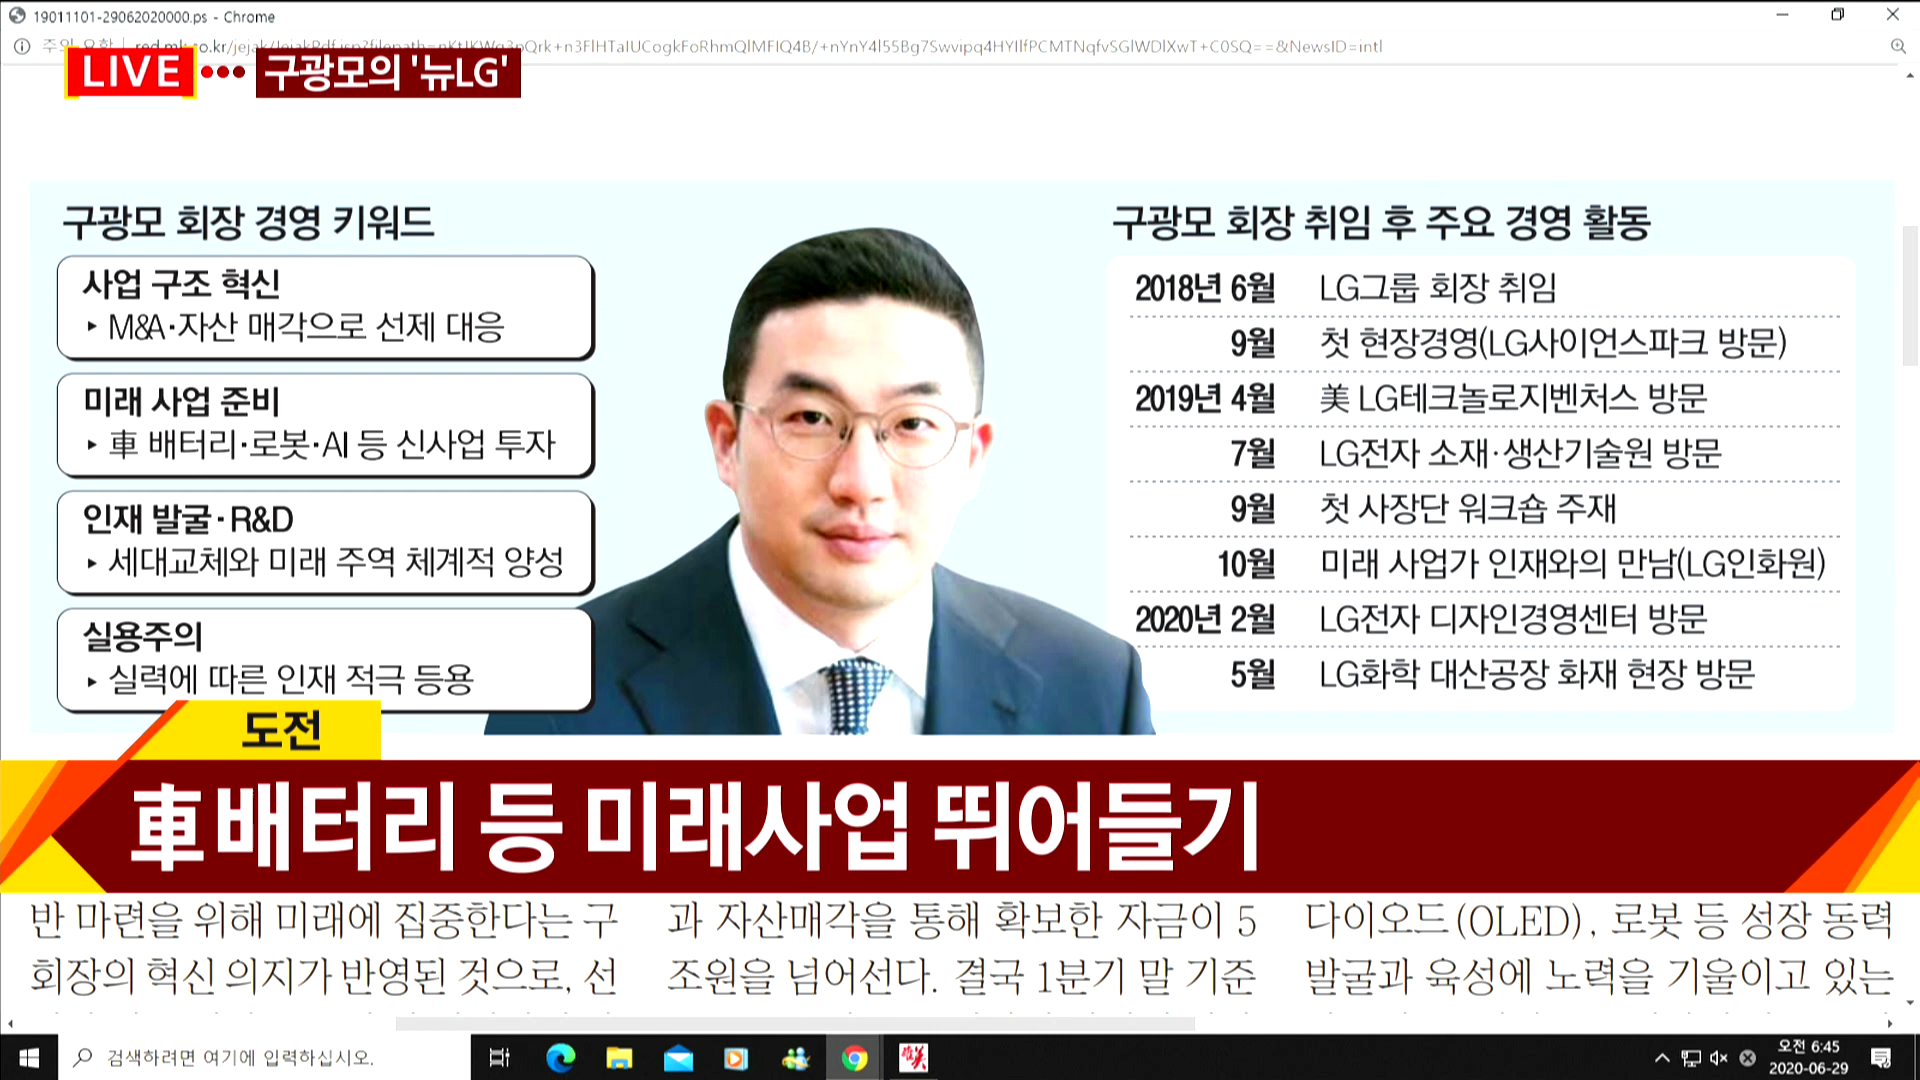 19011101-29062020000.ps - Chrome
LIVE
구광모의 '뉴LG'
구광모 회장 경영 키워드
사업 구조 혁신
▸ M&A·자산 매각으로 선제 대응
미래 사업 준비
▸ 車 배터리·로봇·AI 등 신사업 투자
인재 발굴·R&D
▸ 세대교체와 미래 주역 체계적 양성
실용주의
▸ 실력에 따른 인재 적극 등용
구광모 회장 취임 후 주요 경영 활동
2018년 6월 LG그룹 회장 취임
9월 첫 현장경영(LG사이언스파크 방문)
2019년 4월 美 LG테크놀로지벤처스 방문
7월 LG전자 소재·생산기술원 방문
9월 첫 사장단 워크숍 주재
10월 미래 사업가 인재와의 만남(LG인화원)
2020년 2월 LG전자 디자인경영센터 방문
5월 LG화학 대산공장 화재 현장 방문
도전
車배터리 등 미래사업 뛰어들기
반 마련을 위해 미래에 집중한다는 구
회장의 혁신 의지가 반영된 것으로, 선
과 자산매각을 통해 확보한 자금이 5
조원을 넘어선다. 결국 1분기 말 기준
다이오드(OLED), 로봇 등 성장 동력
발굴과 육성에 노력을 기울이고 있는
검색하려면 여기에 입력하십시오.
오전 6:45
2020-06-29